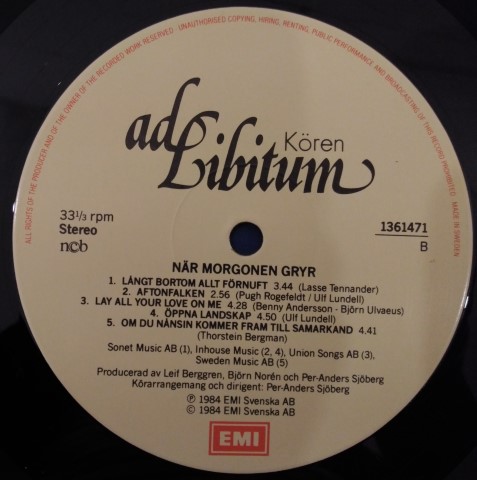 ALL RIGHTS OF THE PRODUCER AND OF THE OWNER OF THE RECORDED WORK RESERVED · UNAUTHORISED COPYING, HIRING, RENTING, PUBLIC PERFORMANCE AND BROADCASTING OF THIS RECORD PROHIBITED. MADE IN SWEDEN
ad
Kören
Libitum
33 1/3 rpm
Stereo
ncb
1361471
B
NÄR MORGONEN GRYR
1. LÅNGT BORTOM ALLT FÖRNUFT 3.44 (Lasse Tennander)
2. AFTONFALKEN 2.56 (Pugh Rogefeldt / Ulf Lundell)
3. LAY ALL YOUR LOVE ON ME 4.28 (Benny Andersson - Björn Ulvaeus)
4. ÖPPNA LANDSKAP 4.50 (Ulf Lundell)
5. OM DU NÅNSIN KOMMER FRAM TILL SAMARKAND 4.41
(Thorstein Bergman)
Sonet Music AB (1), Inhouse Music (2, 4), Union Songs AB (3),
Sweden Music AB (5)
Producerad av Leif Berggren, Björn Norén och Per-Anders Sjöberg
Körarrangemang och dirigent: Per-Anders Sjöberg
℗ 1984 EMI Svenska AB
© 1984 EMI Svenska AB
EMI